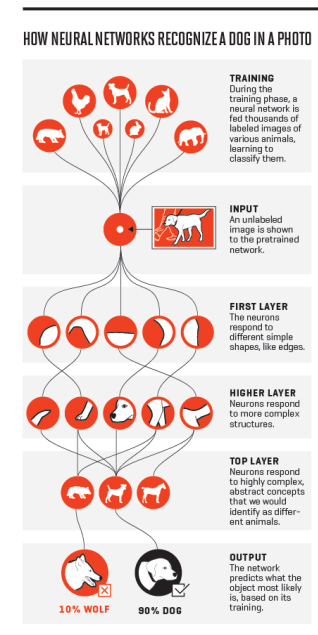 HOW NEURAL NETWORKS RECOGNIZE A DOG IN A PHOTO
TRAINING
During the
training phase, a
neural network is
fed thousands of
labeled images of
various animals,
learning to
classify them.
INPUT
An unlabeled
image is shown
to the pretrained
network.
FIRST LAYER
The neurons
respond to
different simple
shapes, like edges.
HIGHER LAYER
Neurons respond
to more complex
structures.
TOP LAYER
Neurons respond
to highly complex,
abstract concepts
that we would
identify as differ-
ent animals.
OUTPUT
The network
predicts what the
object most likely
is, based on its
training.
10% WOLF
90% DOG